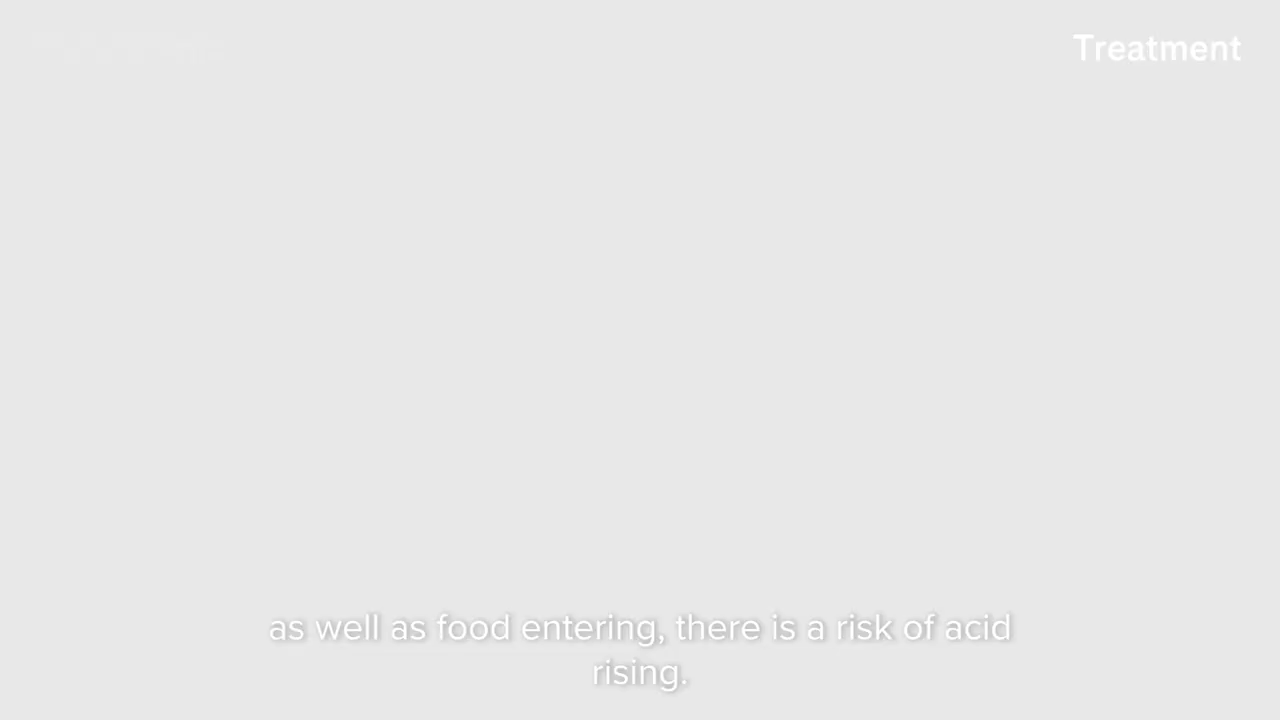 Treatment
as well as food entering, there is a risk of acid
rising.